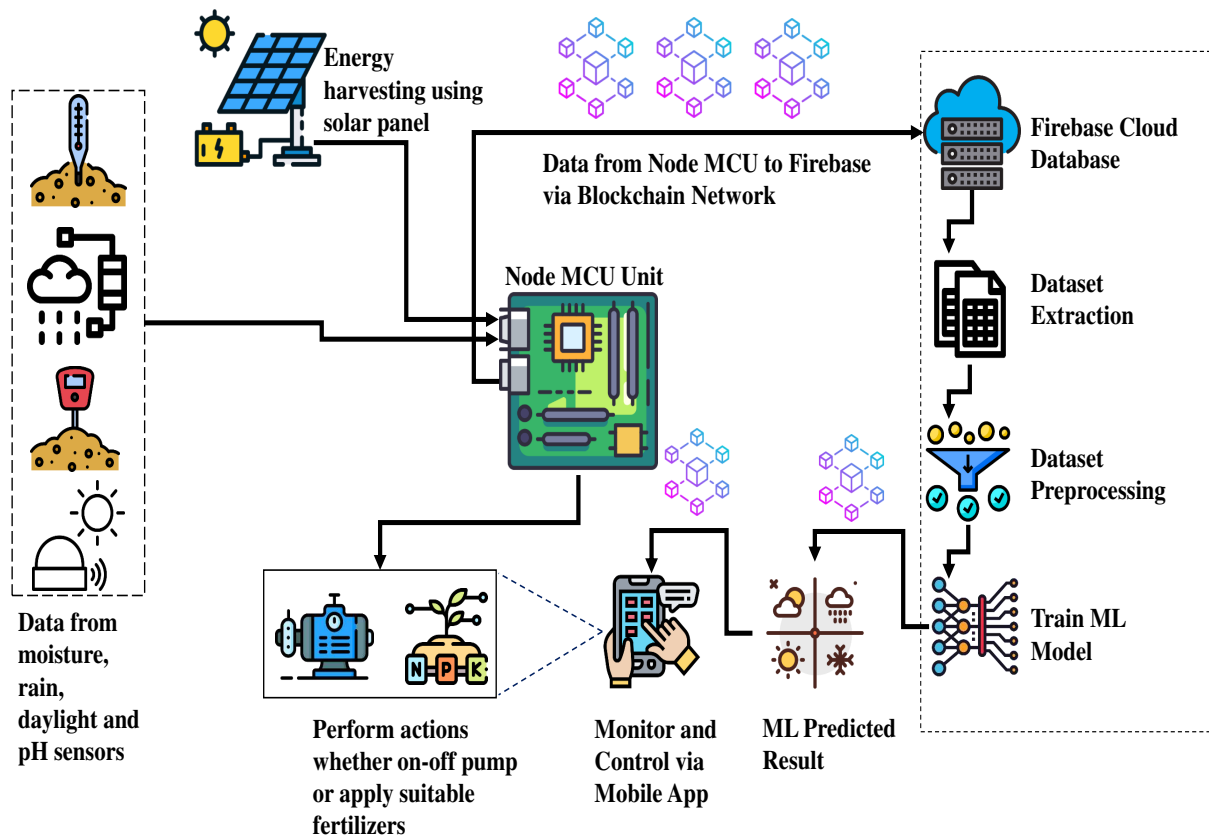 Energy
harvesting using
solar panel
Data from Node MCU to Firebase
via Blockchain Network
Firebase Cloud
Database
Node MCU Unit
Dataset
Extraction
Dataset
Preprocessing
Train ML
Model
Data from
moisture,
rain,
daylight and
pH sensors
N P K
Perform actions
whether on-off pump
or apply suitable
fertilizers
Monitor and
Control via
Mobile App
ML Predicted
Result